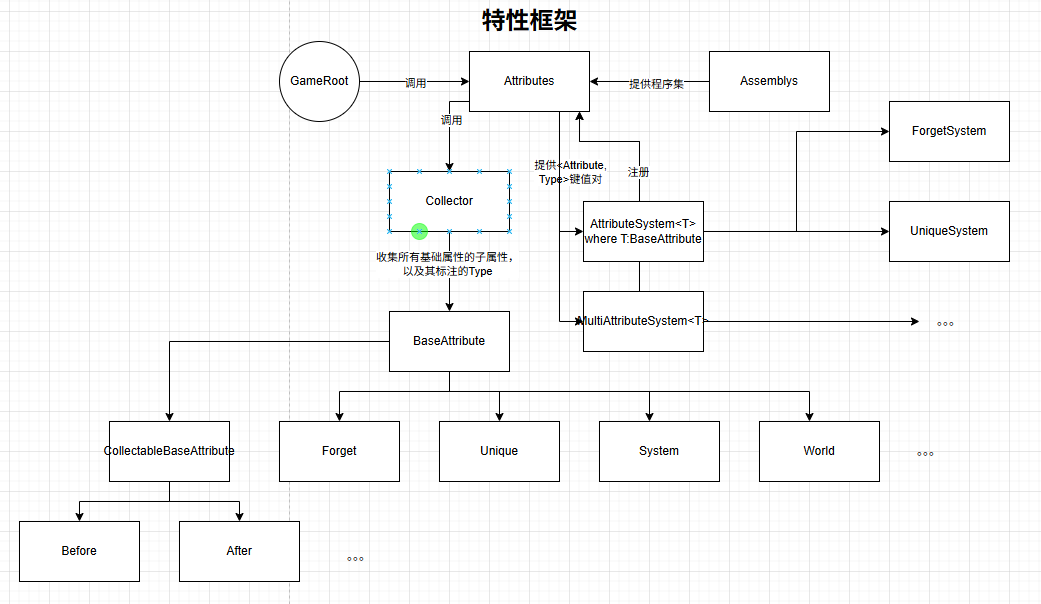 特性框架
GameRoot
调用
Attributes
提供程序集
Assemblys
调用
ForgetSystem
提供<Attribute,
Type>键值对
注册
Collector
AttributeSystem<T>
where T:BaseAttribute
UniqueSystem
收集所有基础属性的子属性，
以及其标注的Type
MultiAttributeSystem<T>
。。。
BaseAttribute
CollectableBaseAttribute
Forget
Unique
System
World
。。。
Before
After
。。。